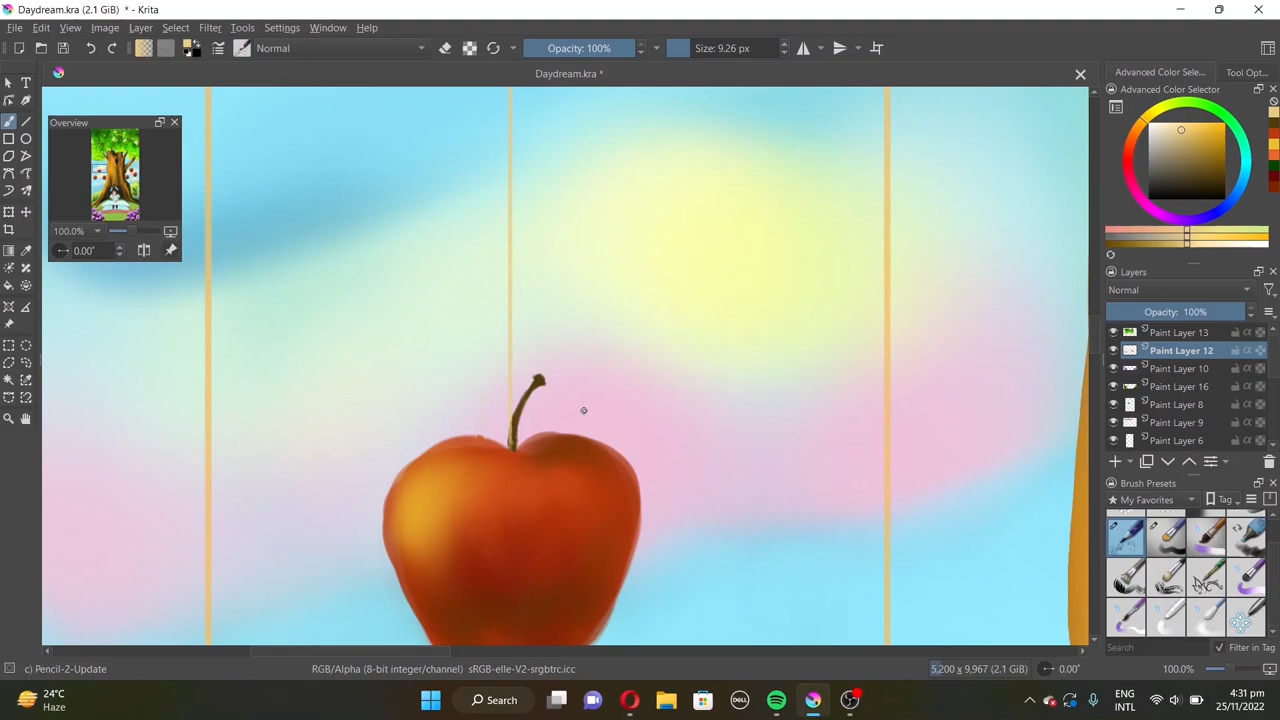 Daydream.kra (2.1 GiB) * - Krita
File Edit View Image Layer Select Filter Tools Settings Window Help
Normal
Opacity: 100%
Size: 9.26 px
Daydream.kra *
Advanced Color Sele...
Tool Opt...
Advanced Color Selector
Overview
100.0%
0.00°
Layers
Normal
Opacity: 100%
Paint Layer 13
Paint Layer 12
Paint Layer 10
Paint Layer 16
Paint Layer 8
Paint Layer 9
Paint Layer 6
Brush Presets
My Favorites
Tag
Search
Filter in Tag
c) Pencil-2-Update
RGB/Alpha (8-bit integer/channel) sRGB-elle-V2-srgbtrc.icc
5,200 x 9,967 (2.1 GiB)
0.00°
100.0%
24°C
Haze
Search
DELL
ENG
INTL
4:31 pm
25/11/2022